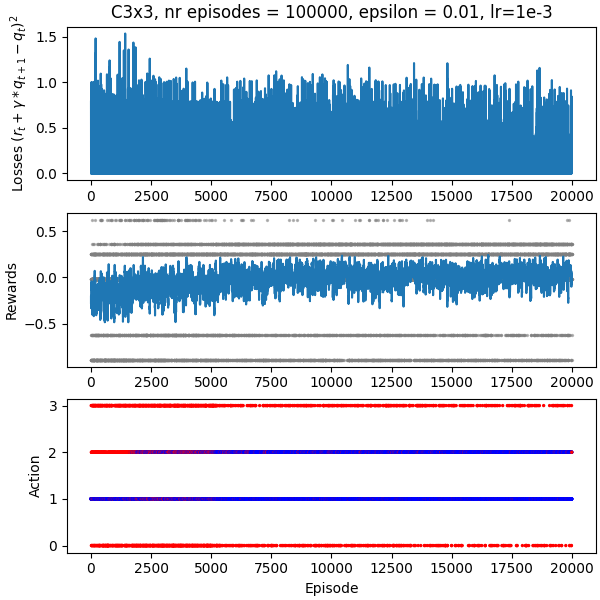 C3x3, nr episodes = 100000, epsilon = 0.01, lr=1e-3
Losses $(r_t + \gamma * q_{t+1} - q_t)^2$
1.5
1.0
0.5
0.0
0 2500 5000 7500 10000 12500 15000 17500 20000
Rewards
0.5
0.0
−0.5
0 2500 5000 7500 10000 12500 15000 17500 20000
Action
3
2
1
0
0 2500 5000 7500 10000 12500 15000 17500 20000
Episode